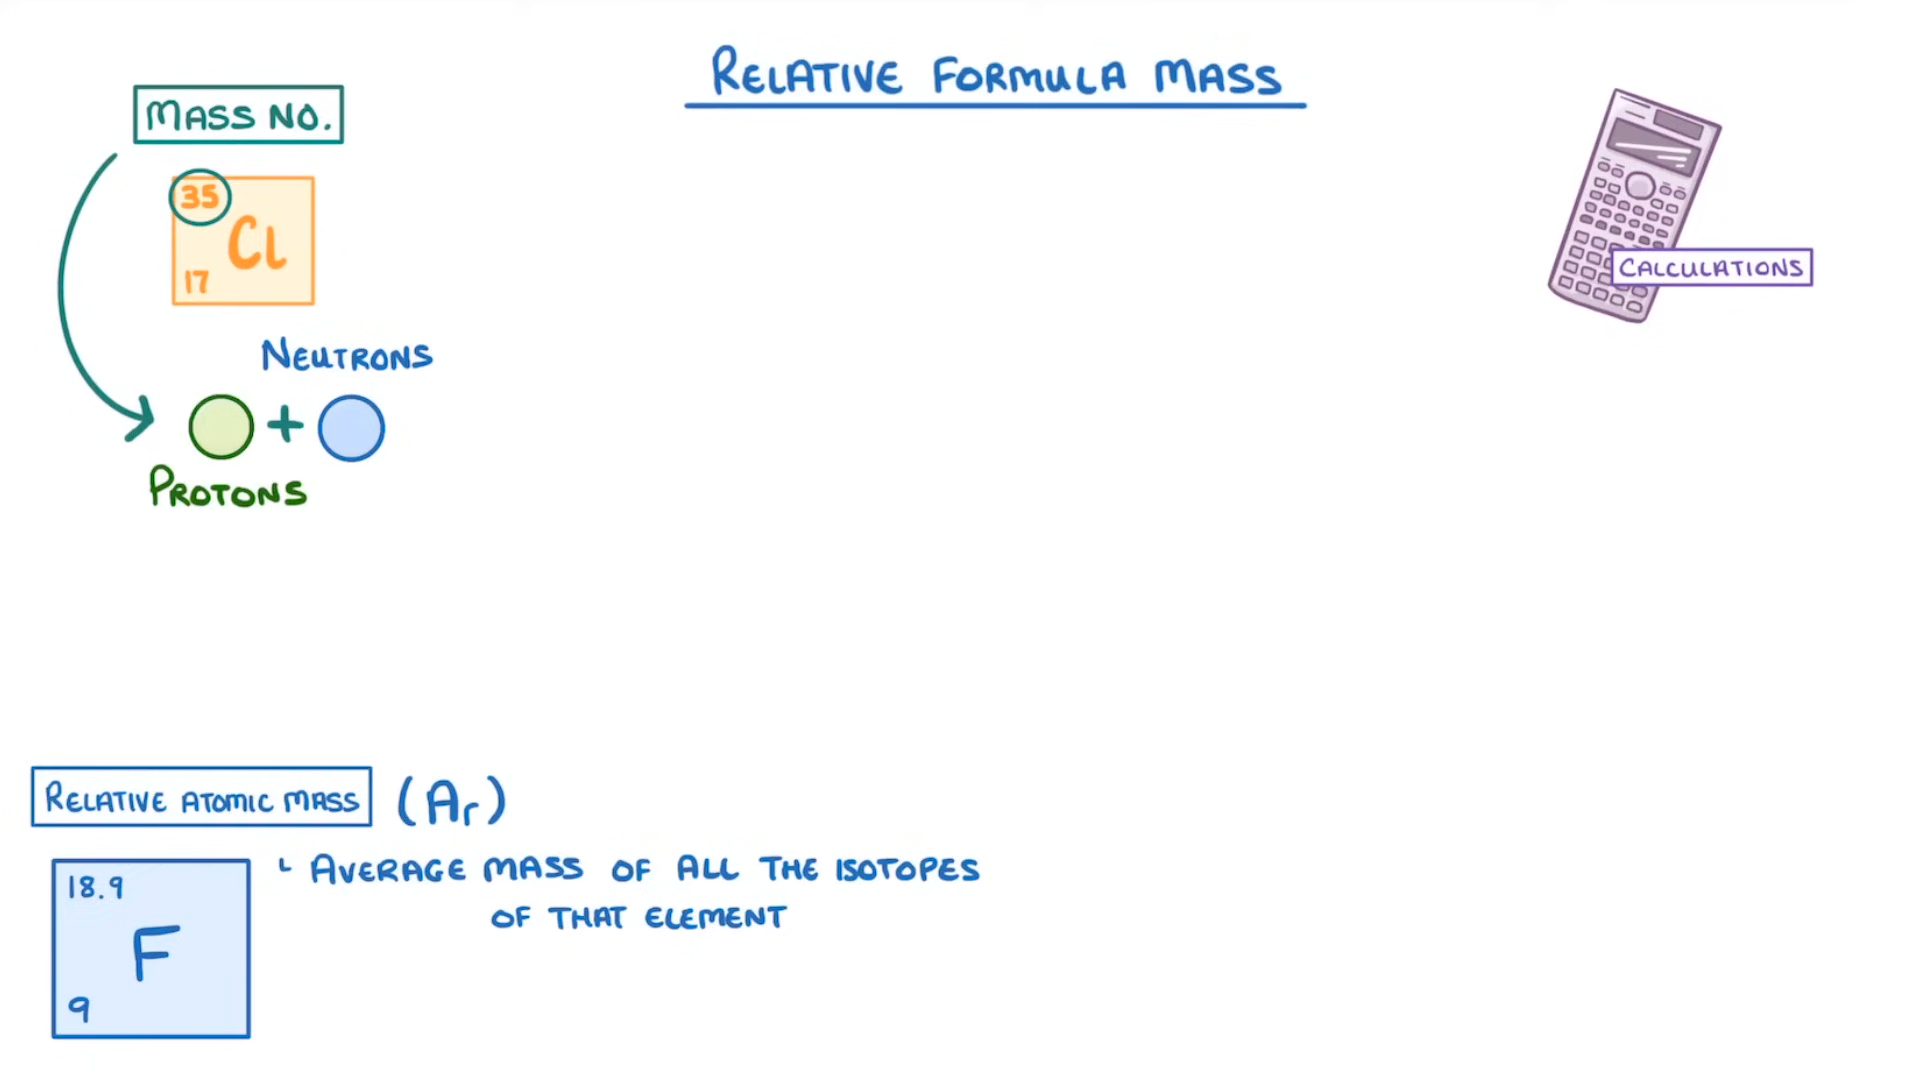 RELATIVE FORMULA MASS
MASS NO.
35
Cl
17
NEUTRONS
+
PROTONS
CALCULATIONS
RELATIVE ATOMIC MASS (Ar)
18.9
F
9
└ AVERAGE MASS OF ALL THE ISOTOPES
OF THAT ELEMENT